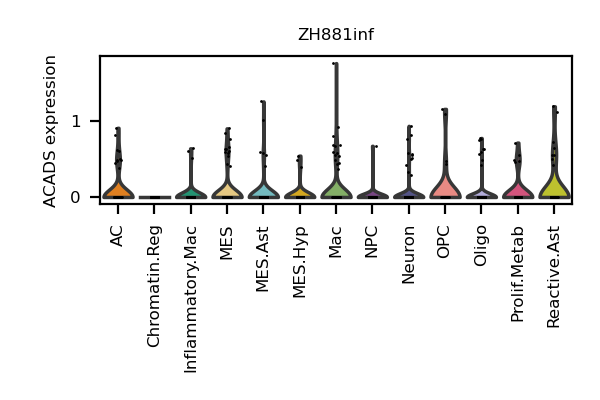 ZH881inf
ACADS expression
1
0
AC
Chromatin.Reg
Inflammatory.Mac
MES
MES.Ast
MES.Hyp
Mac
NPC
Neuron
OPC
Oligo
Prolif.Metab
Reactive.Ast